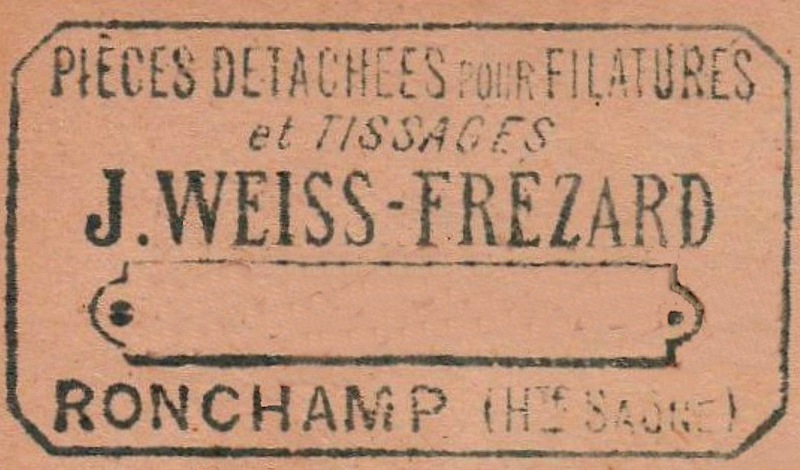 PIÈCES DETACHEES POUR FILATURES
et TISSAGES
J. WEISS-FREZARD
RONCHAMP (HTE SAÔNE)